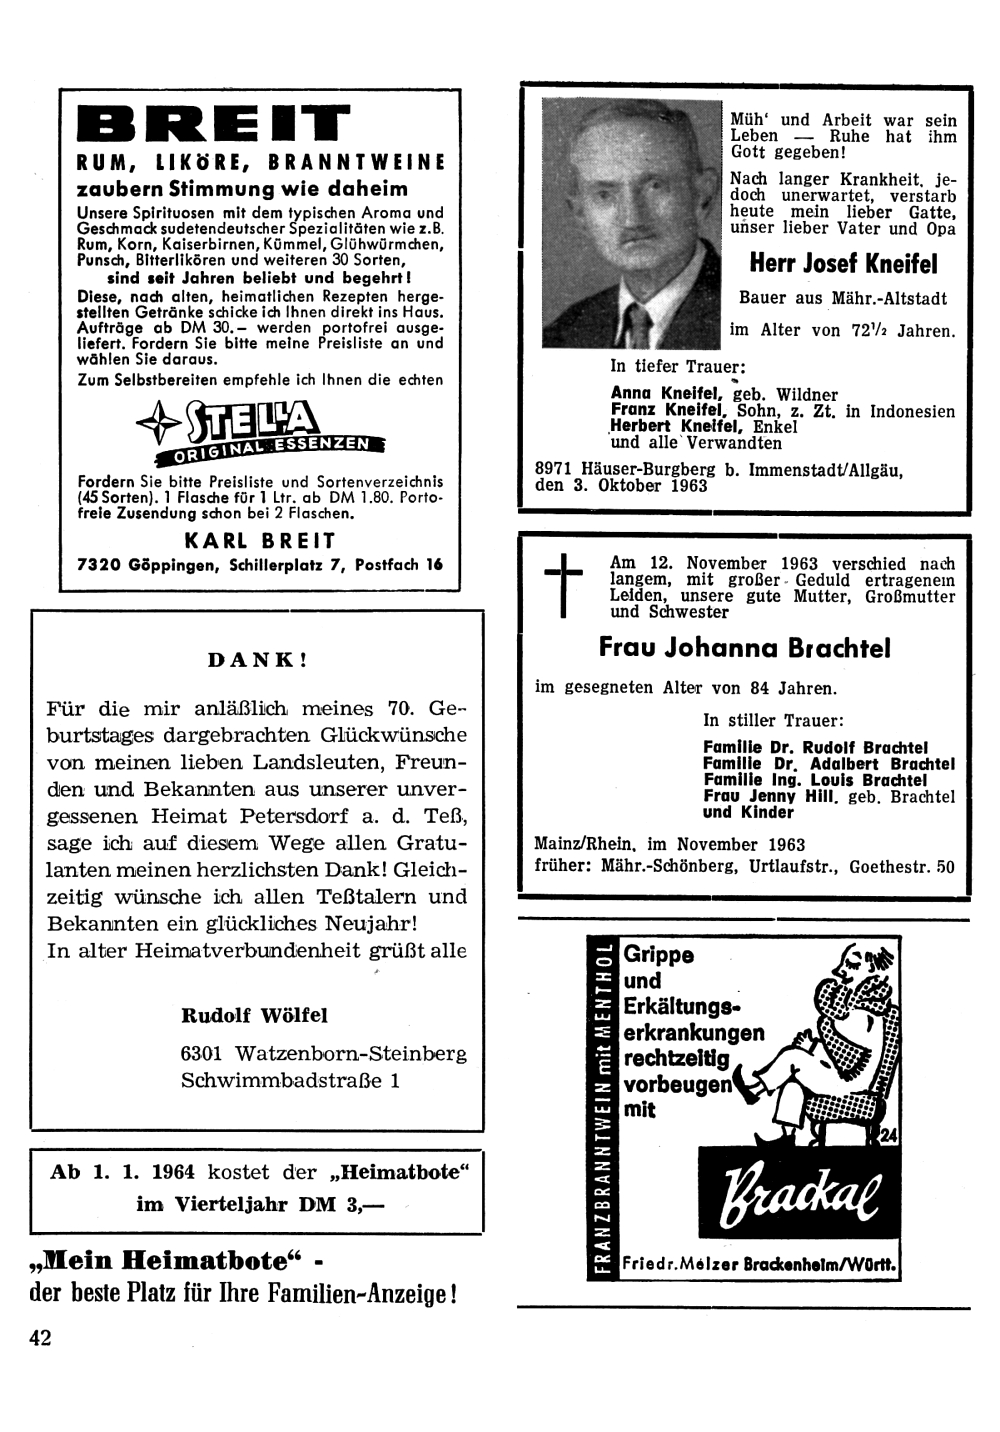 BREIT
RUM, LIKÖRE, BRANNTWEINE
zaubern Stimmung wie daheim
Unsere Spirituosen mit dem typischen Aroma und
Geschmack sudetendeutscher Spezialitäten wie z.B.
Rum, Korn, Kaiserbirnen, Kümmel, Glühwürmchen,
Punsch, Bitterlikören und weiteren 30 Sorten,
sind seit Jahren beliebt und begehrt!
Diese, nach alten, heimatlichen Rezepten herge-
stellten Getränke schicke ich Ihnen direkt ins Haus.
Aufträge ab DM 30.– werden portofrei ausge-
liefert. Fordern Sie bitte meine Preisliste an und
wählen Sie daraus.
Zum Selbstbereiten empfehle ich Ihnen die echten
STELLA
ORIGINAL-ESSENZEN
Fordern Sie bitte Preisliste und Sortenverzeichnis
(45 Sorten). 1 Flasche für 1 Ltr. ab DM 1.80. Porto-
freie Zusendung schon bei 2 Flaschen.
KARL BREIT
7320 Göppingen, Schillerplatz 7, Postfach 16
DANK!
Für die mir anläßlich meines 70. Ge-
burtstages dargebrachten Glückwünsche
von meinen lieben Landsleuten, Freun-
den und Bekannten aus unserer unver-
gessenen Heimat Petersdorf a. d. Teß,
sage ich auf diesem Wege allen Gratu-
lanten meinen herzlichsten Dank! Gleich-
zeitig wünsche ich allen Teßtalern und
Bekannten ein glückliches Neujahr!
In alter Heimatverbundenheit grüßt alle
Rudolf Wölfel
6301 Watzenborn-Steinberg
Schwimmbadstraße 1
Ab 1. 1. 1964 kostet der „Heimatbote“
im Vierteljahr DM 3,—
„Mein Heimatbote“ -
der beste Platz für Ihre Familien-Anzeige!
42
Müh' und Arbeit war sein
Leben — Ruhe hat ihm
Gott gegeben!
Nach langer Krankheit, je-
doch unerwartet, verstarb
heute mein lieber Gatte,
unser lieber Vater und Opa
Herr Josef Kneifel
Bauer aus Mähr.-Altstadt
im Alter von 72½ Jahren.
In tiefer Trauer:
Anna Kneifel, geb. Wildner
Franz Kneifel, Sohn, z. Zt. in Indonesien
Herbert Kneifel, Enkel
und alle Verwandten
8971 Häuser-Burgberg b. Immenstadt/Allgäu,
den 3. Oktober 1963
Am 12. November 1963 verschied nach
langem, mit großer Geduld ertragenem
Leiden, unsere gute Mutter, Großmutter
und Schwester
Frau Johanna Brachtel
im gesegneten Alter von 84 Jahren.
In stiller Trauer:
Familie Dr. Rudolf Brachtel
Familie Dr. Adalbert Brachtel
Familie Ing. Louis Brachtel
Frau Jenny Hill, geb. Brachtel
und Kinder
Mainz/Rhein, im November 1963
früher: Mähr.-Schönberg, Urtlaufstr., Goethestr. 50
FRANZBRANNTWEIN mit MENTHOL
Grippe
und
Erkältungs-
erkrankungen
rechtzeitig
vorbeugen
mit
24
Brackal
Friedr. Melzer Brackenheim/Württ.